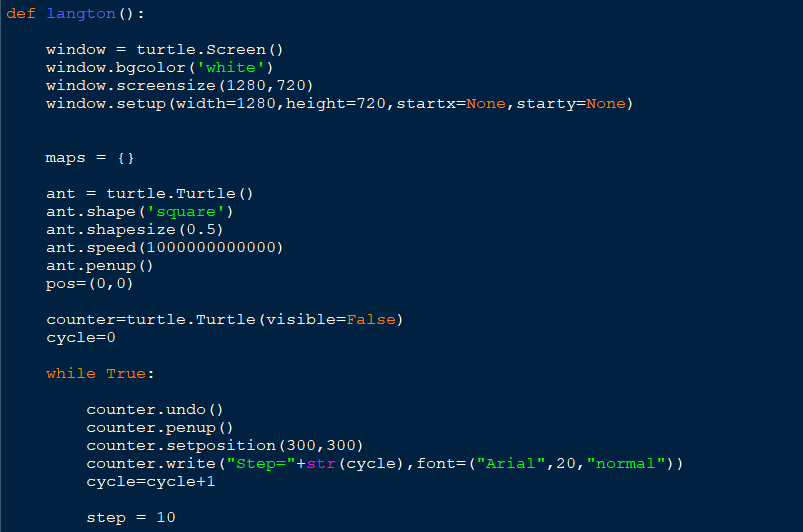 def langton():
window = turtle.Screen()
window.bgcolor('white')
window.screensize(1280,720)
window.setup(width=1280,height=720,startx=None,starty=None)
maps = {}
ant = turtle.Turtle()
ant.shape('square')
ant.shapesize(0.5)
ant.speed(1000000000000)
ant.penup()
pos=(0,0)
counter=turtle.Turtle(visible=False)
cycle=0
while True:
counter.undo()
counter.penup()
counter.setposition(300,300)
counter.write("Step="+str(cycle),font=("Arial",20,"normal"))
cycle=cycle+1
step = 10